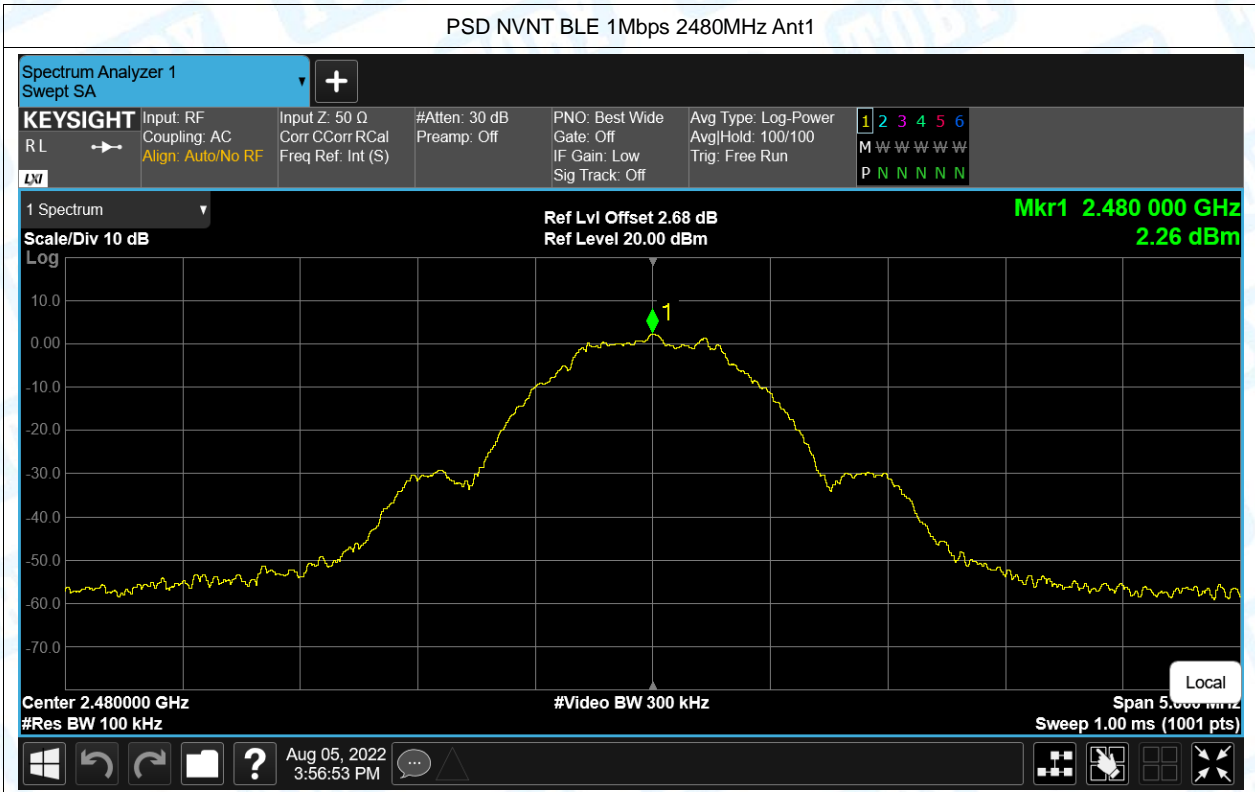 PSD NVNT BLE 1Mbps 2480MHz Ant1
Spectrum Analyzer 1
Swept SA
KEYSIGHT
R L
LXI
Input: RF
Coupling: AC
Align: Auto/No RF
Input Z: 50 Ω
Corr CCorr RCal
Freq Ref: Int (S)
#Atten: 30 dB
Preamp: Off
PNO: Best Wide
Gate: Off
IF Gain: Low
Sig Track: Off
Avg Type: Log-Power
Avg|Hold: 100/100
Trig: Free Run
1 2 3 4 5 6
M W W W W W
P N N N N N
1 Spectrum
Scale/Div 10 dB
Ref Lvl Offset 2.68 dB
Ref Level 20.00 dBm
Mkr1 2.480 000 GHz
2.26 dBm
Log
10.0
0.00
-10.0
-20.0
-30.0
-40.0
-50.0
-60.0
-70.0
1
Local
Center 2.480000 GHz
#Video BW 300 kHz
Span 5.000 MHz
#Res BW 100 kHz
Sweep 1.00 ms (1001 pts)
?
Aug 05, 2022
3:56:53 PM